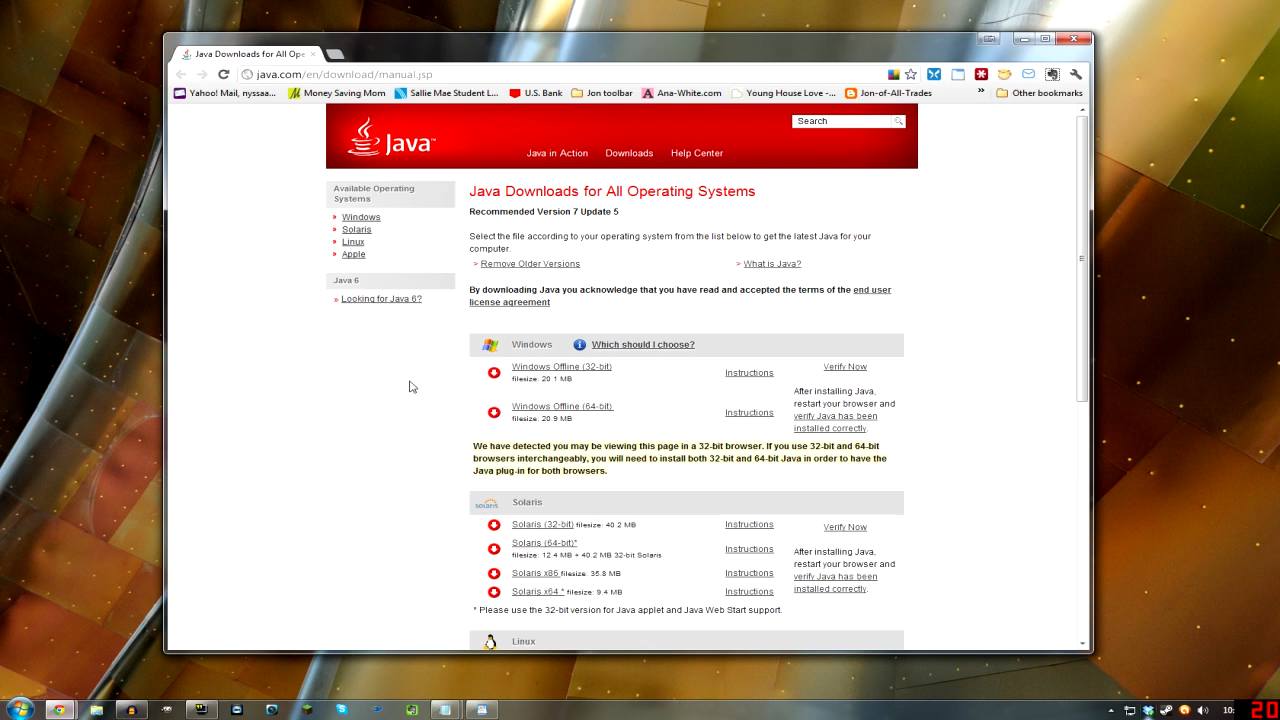 Java Downloads for All Ope
java.com/en/download/manual.jsp
Yahoo! Mail, nyssaa...
Money Saving Mom
Sallie Mae Student L...
U.S. Bank
Jon toolbar
Ana-White.com
Young House Love -...
Jon-of-All-Trades
»
Other bookmarks
Java™
Search
Java in Action
Downloads
Help Center
Available Operating
Systems
» Windows
» Solaris
» Linux
» Apple
Java 6
» Looking for Java 6?
Java Downloads for All Operating Systems
Recommended Version 7 Update 5
Select the file according to your operating system from the list below to get the latest Java for your
computer.
> Remove Older Versions
> What is Java?
By downloading Java you acknowledge that you have read and accepted the terms of the end user
license agreement
Windows
Which should I choose?
Windows Offline (32-bit)
filesize: 20.1 MB
Instructions
Windows Offline (64-bit)
filesize: 20.9 MB
Instructions
Verify Now
After installing Java,
restart your browser and
verify Java has been
installed correctly.
We have detected you may be viewing this page in a 32-bit browser. If you use 32-bit and 64-bit
browsers interchangeably, you will need to install both 32-bit and 64-bit Java in order to have the
Java plug-in for both browsers.
solaris
Solaris
Solaris (32-bit) filesize: 40.2 MB
Instructions
Solaris (64-bit)*
filesize: 12.4 MB + 40.2 MB 32-bit Solaris
Instructions
Solaris x86 filesize: 35.8 MB
Instructions
Solaris x64 * filesize: 9.4 MB
Instructions
Verify Now
After installing Java,
restart your browser and
verify Java has been
installed correctly.
* Please use the 32-bit version for Java applet and Java Web Start support.
Linux
10:
20